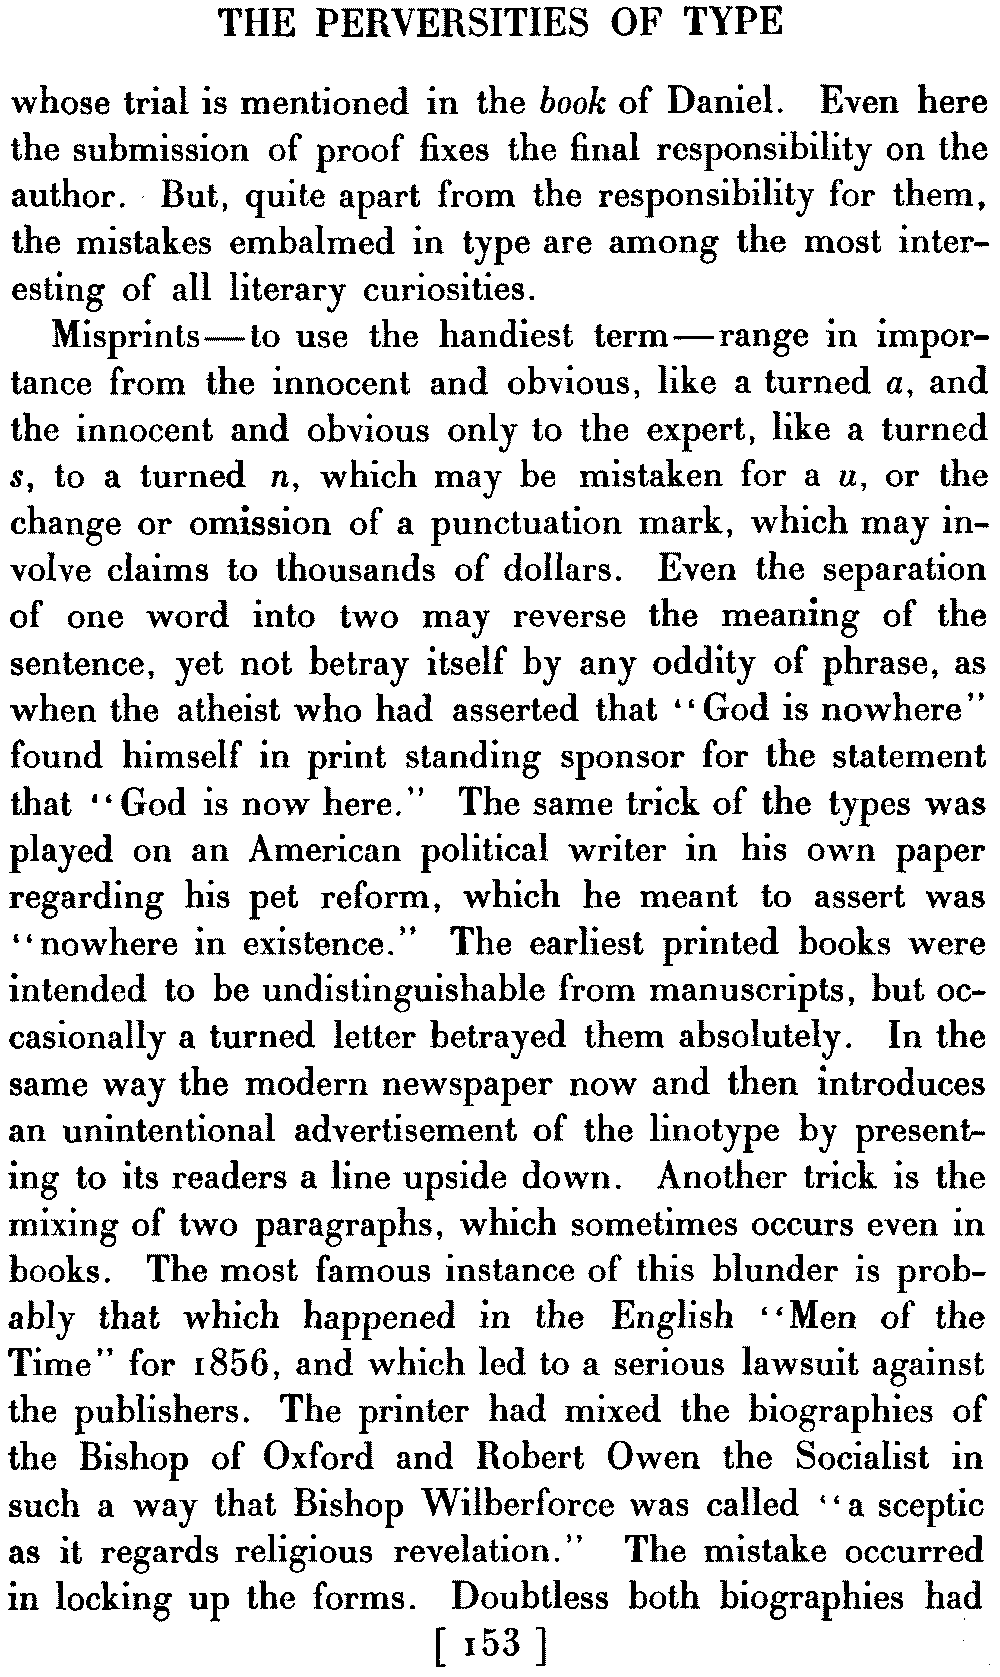 THE PERVERSITIES OF TYPE
whose trial is mentioned in the book of Daniel. Even here
the submission of proof fixes the final responsibility on the
author. But, quite apart from the responsibility for them,
the mistakes embalmed in type are among the most inter-
esting of all literary curiosities.
Misprints—to use the handiest term—range in impor-
tance from the innocent and obvious, like a turned a, and
the innocent and obvious only to the expert, like a turned
s, to a turned n, which may be mistaken for a u, or the
change or omission of a punctuation mark, which may in-
volve claims to thousands of dollars. Even the separation
of one word into two may reverse the meaning of the
sentence, yet not betray itself by any oddity of phrase, as
when the atheist who had asserted that “God is nowhere”
found himself in print standing sponsor for the statement
that “God is now here.” The same trick of the types was
played on an American political writer in his own paper
regarding his pet reform, which he meant to assert was
“nowhere in existence.” The earliest printed books were
intended to be undistinguishable from manuscripts, but oc-
casionally a turned letter betrayed them absolutely. In the
same way the modern newspaper now and then introduces
an unintentional advertisement of the linotype by present-
ing to its readers a line upside down. Another trick is the
mixing of two paragraphs, which sometimes occurs even in
books. The most famous instance of this blunder is prob-
ably that which happened in the English “Men of the
Time” for 1856, and which led to a serious lawsuit against
the publishers. The printer had mixed the biographies of
the Bishop of Oxford and Robert Owen the Socialist in
such a way that Bishop Wilberforce was called “a sceptic
as it regards religious revelation.” The mistake occurred
in locking up the forms. Doubtless both biographies had
[ 153 ]